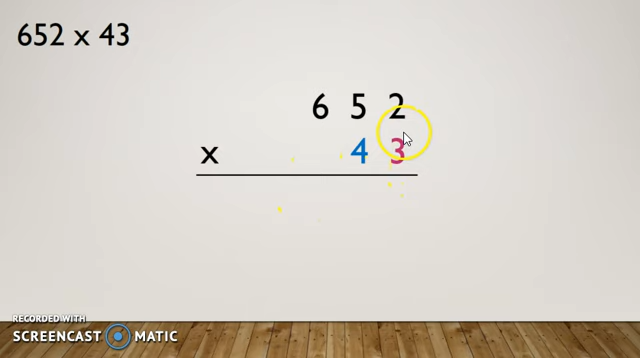 652 x 43
6 5 2
x 4 3
RECORDED WITH
SCREENCAST MATIC